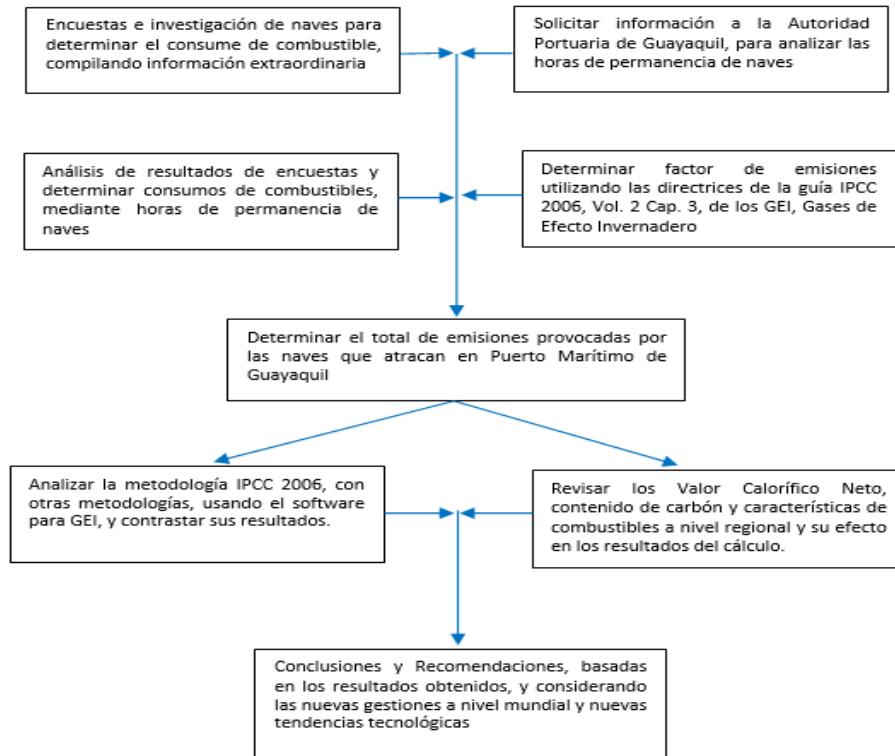 Encuestas e investigación de naves para
determinar el consume de combustible,
compilando información extraordinaria
Solicitar información a la Autoridad
Portuaria de Guayaquil, para analizar las
horas de permanencia de naves
Análisis de resultados de encuestas y
determinar consumos de combustibles,
mediante horas de permanencia de
naves
Determinar factor de emisiones
utilizando las directrices de la guía IPCC
2006, Vol. 2 Cap. 3, de los GEI, Gases de
Efecto Invernadero
Determinar el total de emisiones provocadas por
las naves que atracan en Puerto Marítimo de
Guayaquil
Analizar la metodología IPCC 2006, con
otras metodologías, usando el software
para GEI, y contrastar sus resultados.
Revisar los Valor Calorífico Neto,
contenido de carbón y características de
combustibles a nivel regional y su efecto
en los resultados del cálculo.
Conclusiones y Recomendaciones, basadas
en los resultados obtenidos, y considerando
las nuevas gestiones a nivel mundial y nuevas
tendencias tecnológicas